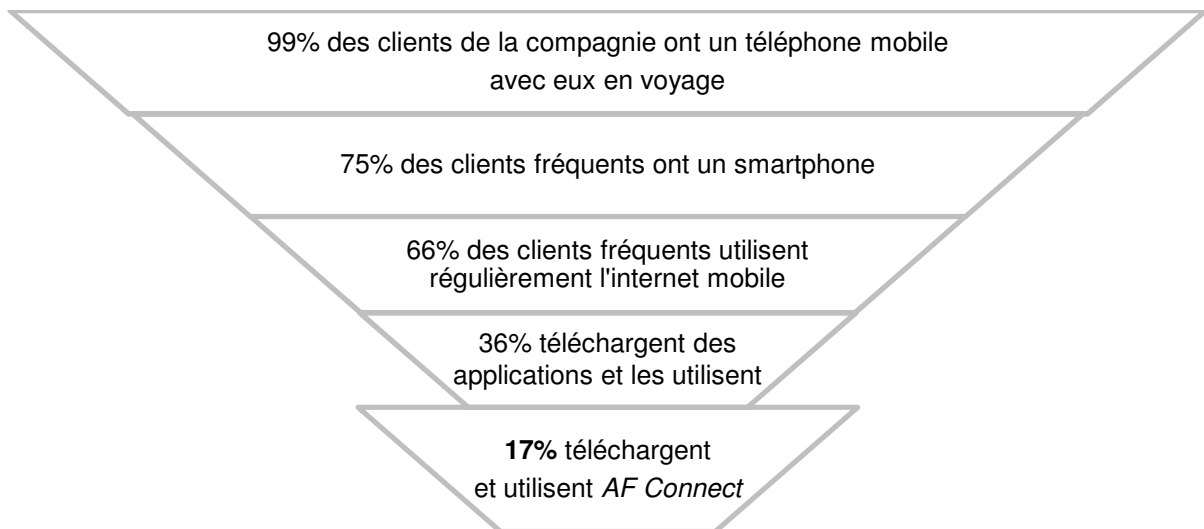 99% des clients de la compagnie ont un téléphone mobile
avec eux en voyage
75% des clients fréquents ont un smartphone
66% des clients fréquents utilisent
régulièrement l'internet mobile
36% téléchargent des
applications et les utilisent
17% téléchargent
et utilisent AF Connect